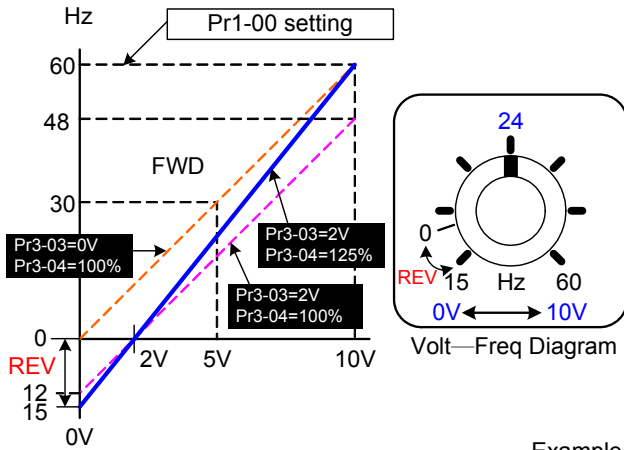 Hz
Pr1-00 setting
60
48
FWD
30
Pr3-03=0V
Pr3-04=100%
Pr3-03=2V
Pr3-04=125%
Pr3-03=2V
Pr3-04=100%
0
REV
12
15
0V
2V
5V
10V
24
0
REV
15
Hz
60
0V
10V
Volt—Freq Diagram
Example